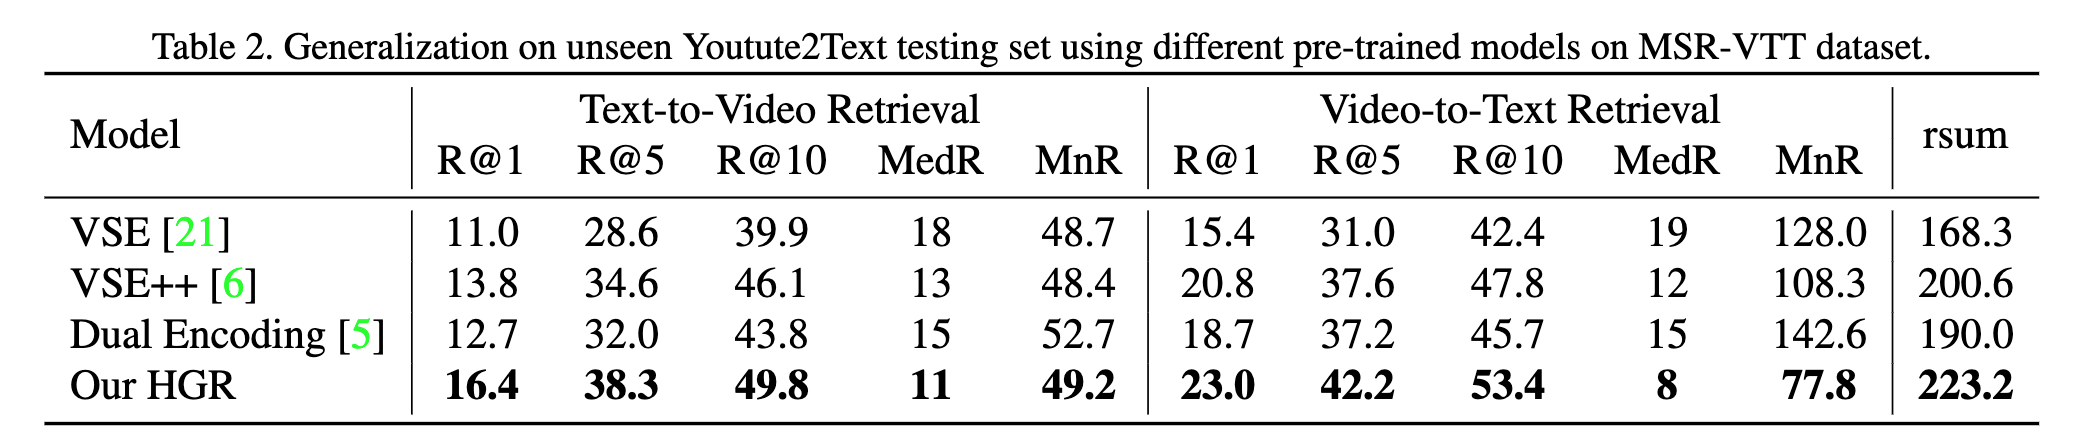 Table 2. Generalization on unseen Youtute2Text testing set using different pre-trained models on MSR-VTT dataset.
Model Text-to-Video Retrieval Video-to-Text Retrieval rsum
R@1 R@5 R@10 MedR MnR R@1 R@5 R@10 MedR MnR
VSE [21] 11.0 28.6 39.9 18 48.7 15.4 31.0 42.4 19 128.0 168.3
VSE++ [6] 13.8 34.6 46.1 13 48.4 20.8 37.6 47.8 12 108.3 200.6
Dual Encoding [5] 12.7 32.0 43.8 15 52.7 18.7 37.2 45.7 15 142.6 190.0
Our HGR 16.4 38.3 49.8 11 49.2 23.0 42.2 53.4 8 77.8 223.2